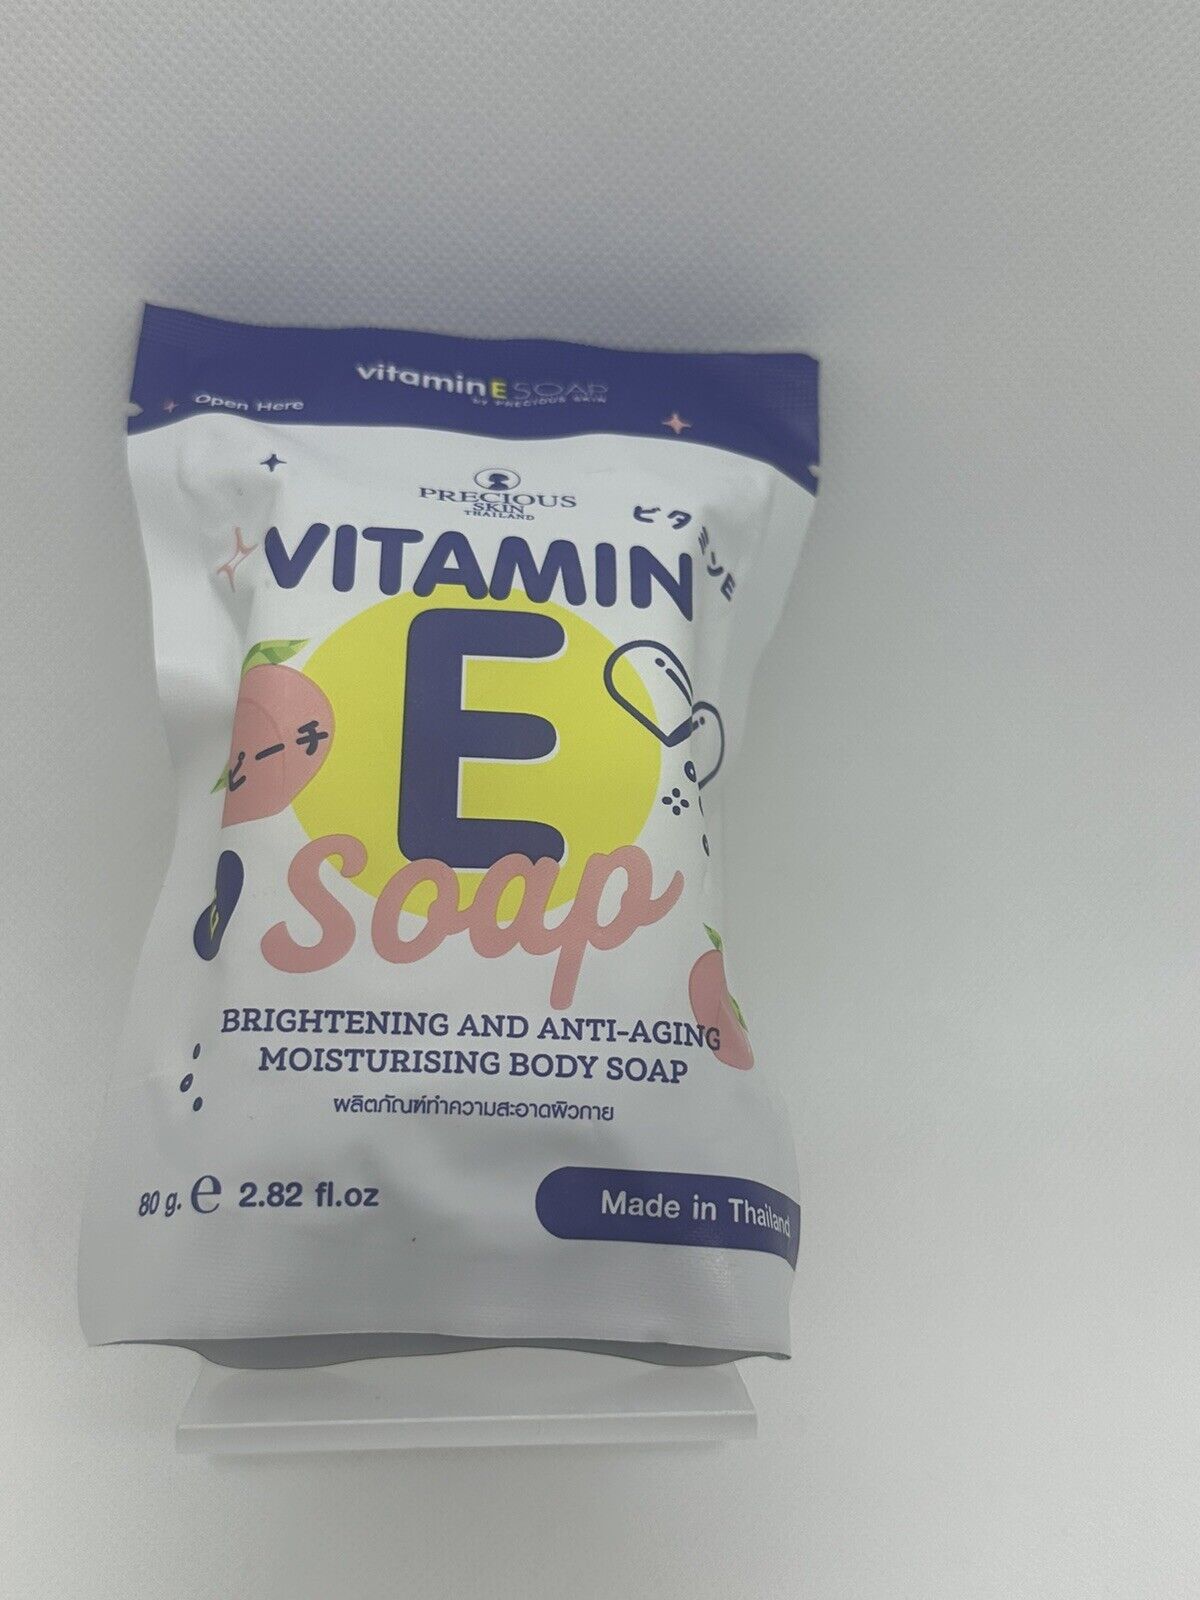 vitamin E SOAP
by PRECIOUS SKIN
Open Here
PRECIOUS
SKIN
THAILAND
ビタミンE
VITAMIN
E
ピーチ
Soap
E
BRIGHTENING AND ANTI-AGING
MOISTURISING BODY SOAP
ผลิตภัณฑ์ทำความสะอาดผิวกาย
80 g. e 2.82 fl.oz
Made in Thailand